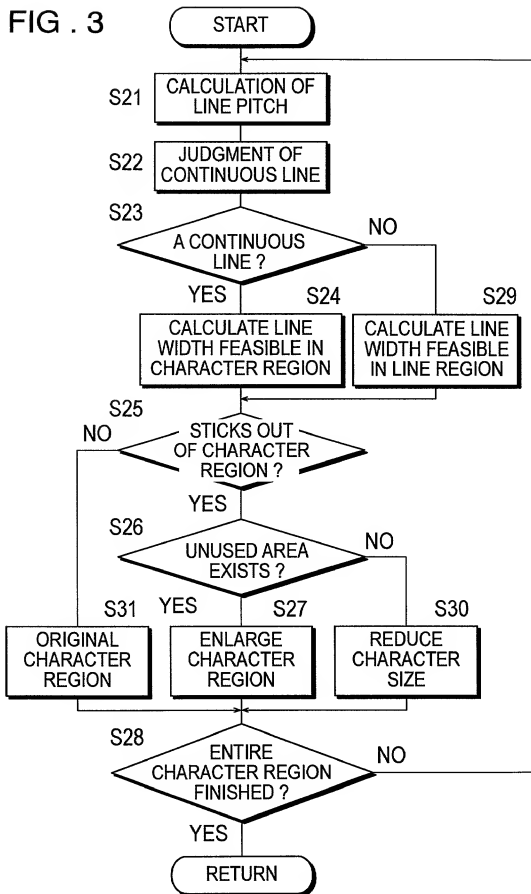 FIG . 3
START
S21
CALCULATION OF
LINE PITCH
S22
JUDGMENT OF
CONTINUOUS LINE
S23
A CONTINUOUS
LINE ?
NO
YES
S24
S29
CALCULATE LINE
WIDTH FEASIBLE IN
CHARACTER REGION
CALCULATE LINE
WIDTH FEASIBLE
IN LINE REGION
S25
NO
STICKS OUT
OF CHARACTER
REGION ?
YES
S26
UNUSED AREA
EXISTS ?
NO
S31
YES
S27
S30
ORIGINAL
CHARACTER
REGION
ENLARGE
CHARACTER
REGION
REDUCE
CHARACTER
SIZE
S28
ENTIRE
CHARACTER REGION
FINISHED ?
NO
YES
RETURN